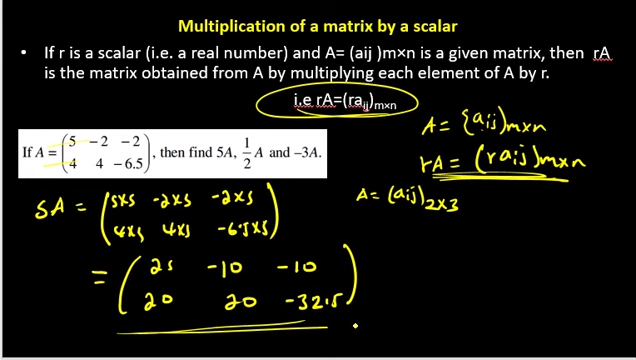 Multiplication of a matrix by a scalar
• If r is a scalar (i.e. a real number) and A= (aij )m×n is a given matrix, then rA
is the matrix obtained from A by multiplying each element of A by r.
i.e rA=(raij)m×n
A = (aij)m×n
rA = (raij)m×n
If A = (5 −2 −2
4 4 −6.5), then find 5A, 1/2 A and −3A.
A = (aij)2×3
5A = (5×5 -2×5 -2×5
4×5 4×5 -6.5×5)
= (25 -10 -10
20 20 -32.5)